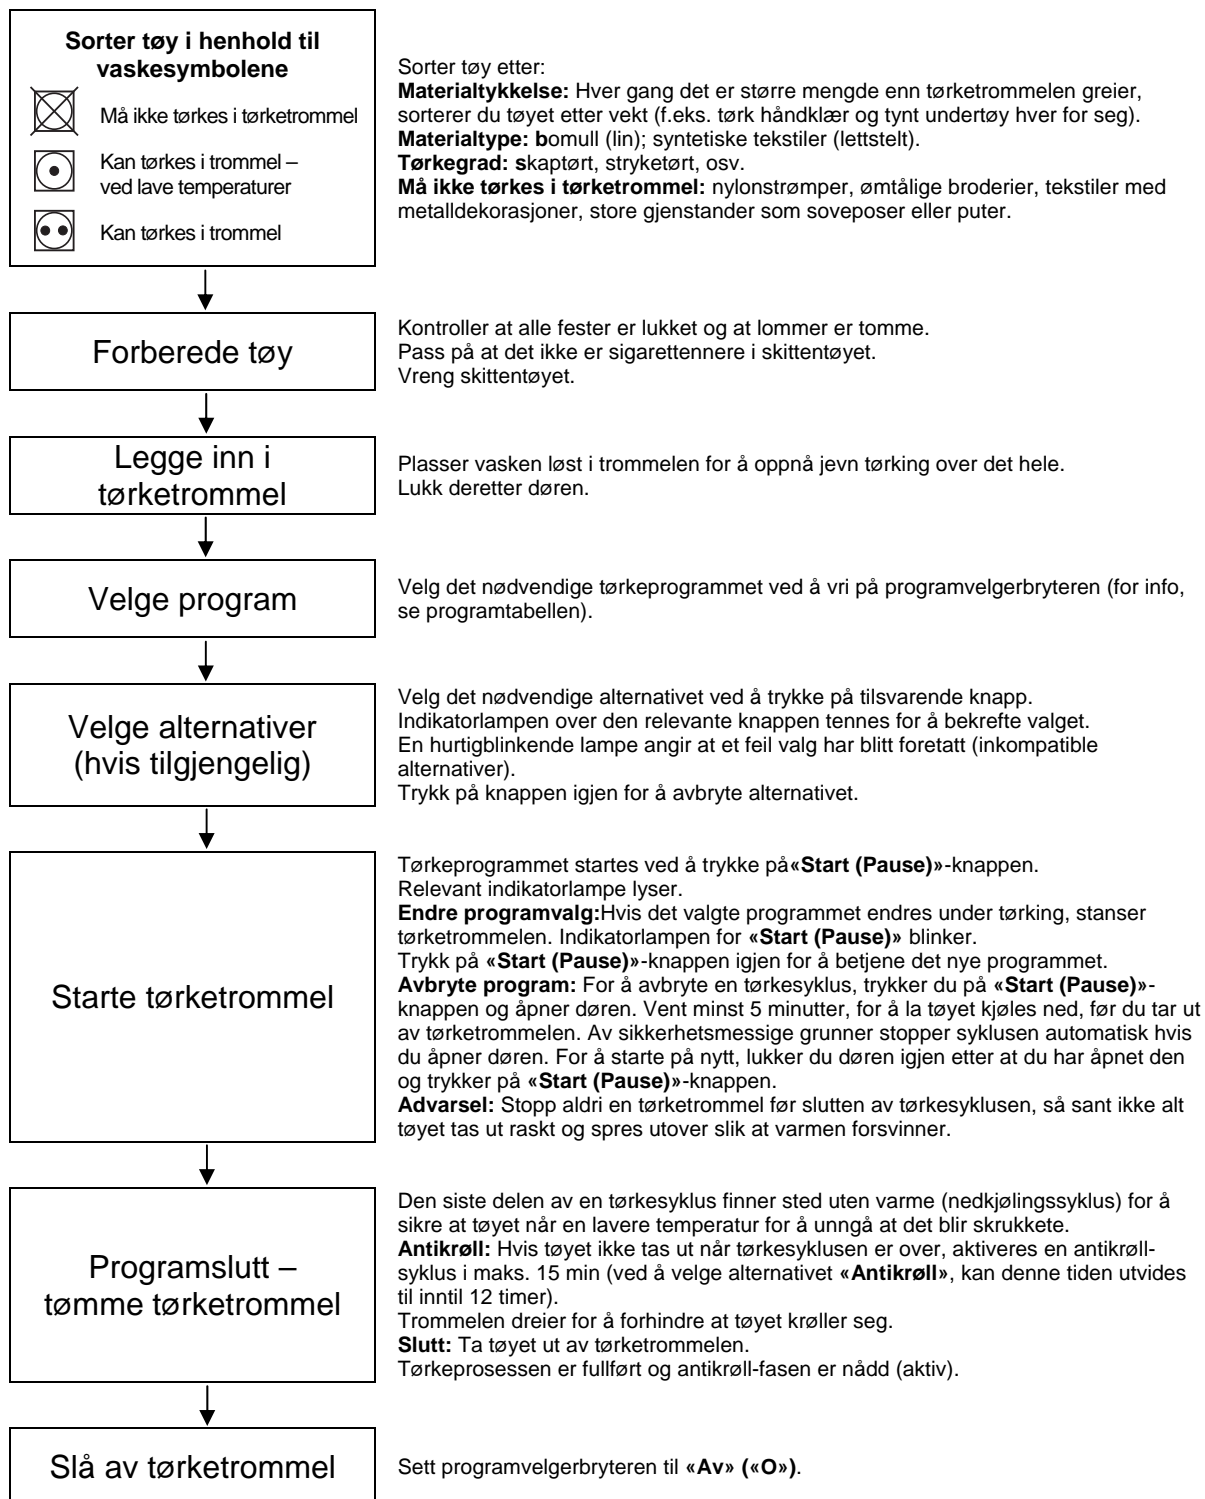 Sorter tøy i henhold til
vaskesymbolene
Må ikke tørkes i tørketrommel
Kan tørkes i trommel –
ved lave temperaturer
Kan tørkes i trommel
Sorter tøy etter:
Materialtykkelse: Hver gang det er større mengde enn tørketrommelen greier,
sorterer du tøyet etter vekt (f.eks. tørk håndklær og tynt undertøy hver for seg).
Materialtype: bomull (lin); syntetiske tekstiler (lettstelt).
Tørkegrad: skaptørt, stryketørt, osv.
Må ikke tørkes i tørketrommel: nylonstrømper, ømtålige broderier, tekstiler med
metalldekorasjoner, store gjenstander som soveposer eller puter.
Forberede tøy
Kontroller at alle fester er lukket og at lommer er tomme.
Pass på at det ikke er sigarettennere i skittentøyet.
Vreng skittentøyet.
Legge inn i
tørketrommel
Plasser vasken løst i trommelen for å oppnå jevn tørking over det hele.
Lukk deretter døren.
Velge program
Velg det nødvendige tørkeprogrammet ved å vri på programvelgerbryteren (for info,
se programtabellen).
Velge alternativer
(hvis tilgjengelig)
Velg det nødvendige alternativet ved å trykke på tilsvarende knapp.
Indikatorlampen over den relevante knappen tennes for å bekrefte valget.
En hurtigblinkende lampe angir at et feil valg har blitt foretatt (inkompatible
alternativer).
Trykk på knappen igjen for å avbryte alternativet.
Starte tørketrommel
Tørkeprogrammet startes ved å trykke på«Start (Pause)»-knappen.
Relevant indikatorlampe lyser.
Endre programvalg:Hvis det valgte programmet endres under tørking, stanser
tørketrommelen. Indikatorlampen for «Start (Pause)» blinker.
Trykk på «Start (Pause)»-knappen igjen for å betjene det nye programmet.
Avbryte program: For å avbryte en tørkesyklus, trykker du på «Start (Pause)»-
knappen og åpner døren. Vent minst 5 minutter, for å la tøyet kjøles ned, før du tar ut
av tørketrommelen. Av sikkerhetsmessige grunner stopper syklusen automatisk hvis
du åpner døren. For å starte på nytt, lukker du døren igjen etter at du har åpnet den
og trykker på «Start (Pause)»-knappen.
Advarsel: Stopp aldri en tørketrommel før slutten av tørkesyklusen, så sant ikke alt
tøyet tas ut raskt og spres utover slik at varmen forsvinner.
Programslutt –
tømme tørketrommel
Den siste delen av en tørkesyklus finner sted uten varme (nedkjølingssyklus) for å
sikre at tøyet når en lavere temperatur for å unngå at det blir skrukkete.
Antikrøll: Hvis tøyet ikke tas ut når tørkesyklusen er over, aktiveres en antikrøll-
syklus i maks. 15 min (ved å velge alternativet «Antikrøll», kan denne tiden utvides
til inntil 12 timer).
Trommelen dreier for å forhindre at tøyet krøller seg.
Slutt: Ta tøyet ut av tørketrommelen.
Tørkeprosessen er fullført og antikrøll-fasen er nådd (aktiv).
Slå av tørketrommel
Sett programvelgerbryteren til «Av» («O»).